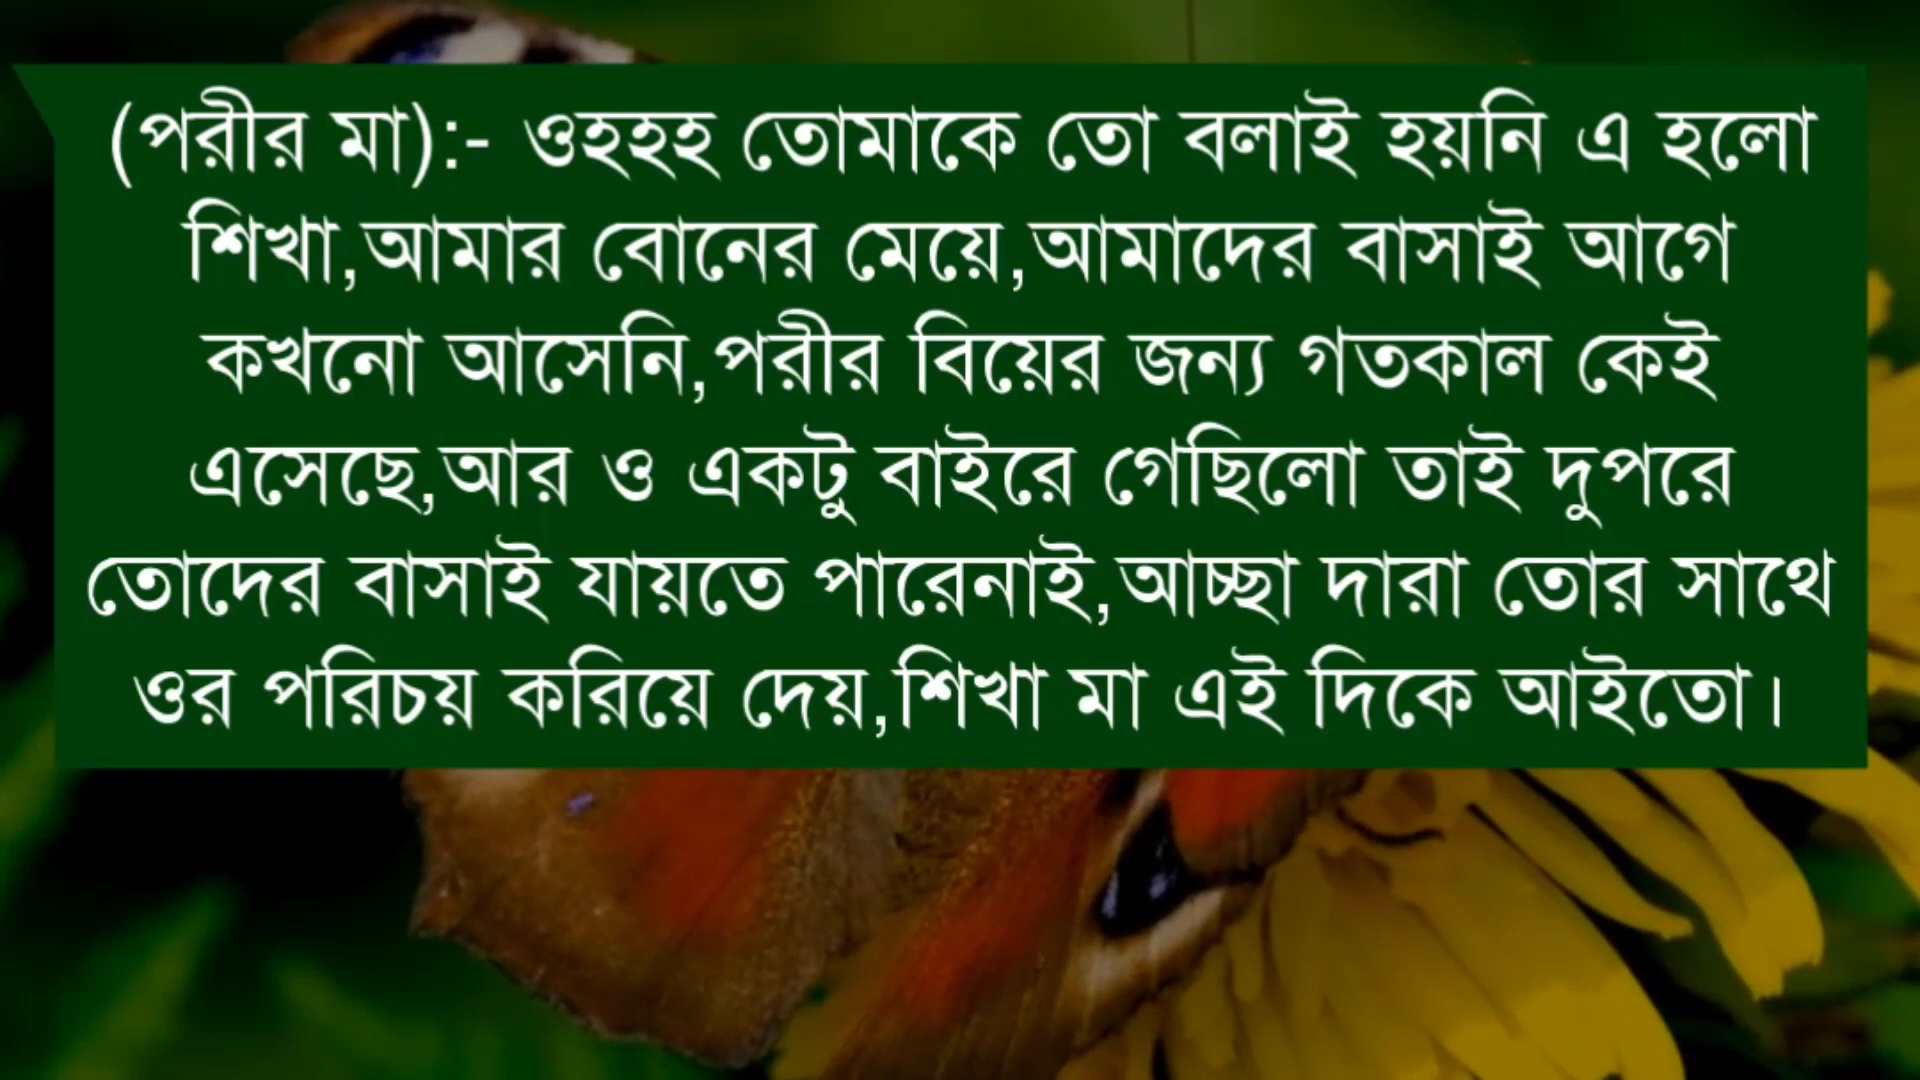 (পরীর মা):- ওহহহ তোমাকে তো বলাই হয়নি এ হলো
শিখা,আমার বোনের মেয়ে,আমাদের বাসাই আগে
কখনো আসেনি,পরীর বিয়ের জন্য গতকাল কেই
এসেছে,আর ও একটু বাইরে গেছিলো তাই দুপরে
তোদের বাসাই যায়তে পারেনাই,আচ্ছা দারা তোর সাথে
ওর পরিচয় করিয়ে দেয়,শিখা মা এই দিকে আইতো।